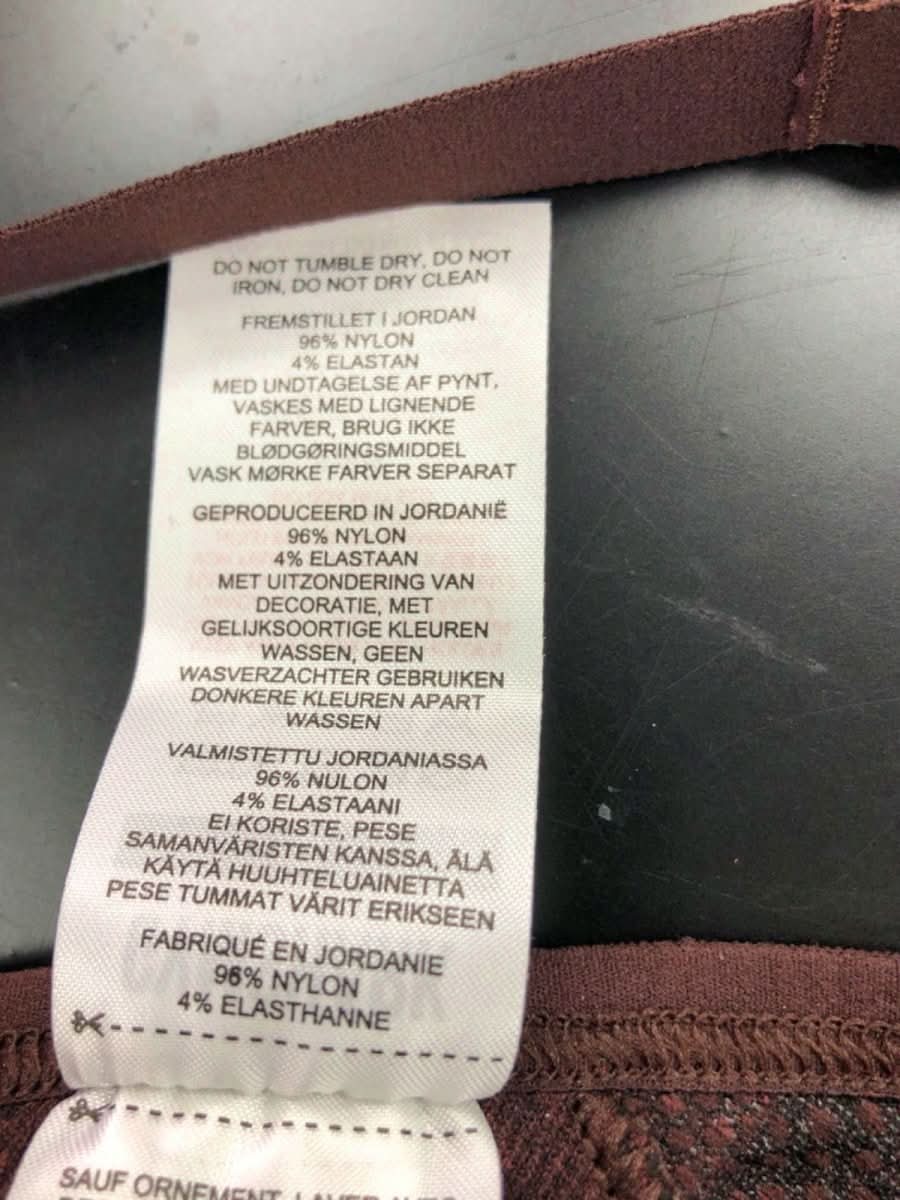 DO NOT TUMBLE DRY, DO NOT
IRON, DO NOT DRY CLEAN
FREMSTILLET I JORDAN
96% NYLON
4% ELASTAN
MED UNDTAGELSE AF PYNT,
VASKES MED LIGNENDE
FARVER, BRUG IKKE
BLØDGØRINGSMIDDEL
VASK MØRKE FARVER SEPARAT
GEPRODUCEERD IN JORDANIË
96% NYLON
4% ELASTAAN
MET UITZONDERING VAN
DECORATIE, MET
GELIJKSOORTIGE KLEUREN
WASSEN, GEEN
WASVERZACHTER GEBRUIKEN
DONKERE KLEUREN APART
WASSEN
VALMISTETTU JORDANIASSA
96% NULON
4% ELASTAANI
EI KORISTE, PESE
SAMANVÄRISTEN KANSSA, ÄLÄ
KÄYTÄ HUUHTELUAINETTA
PESE TUMMAT VÄRIT ERIKSEEN
FABRIQUÉ EN JORDANIE
96% NYLON
4% ELASTHANNE
SAUF ORNEMENT, LAVER